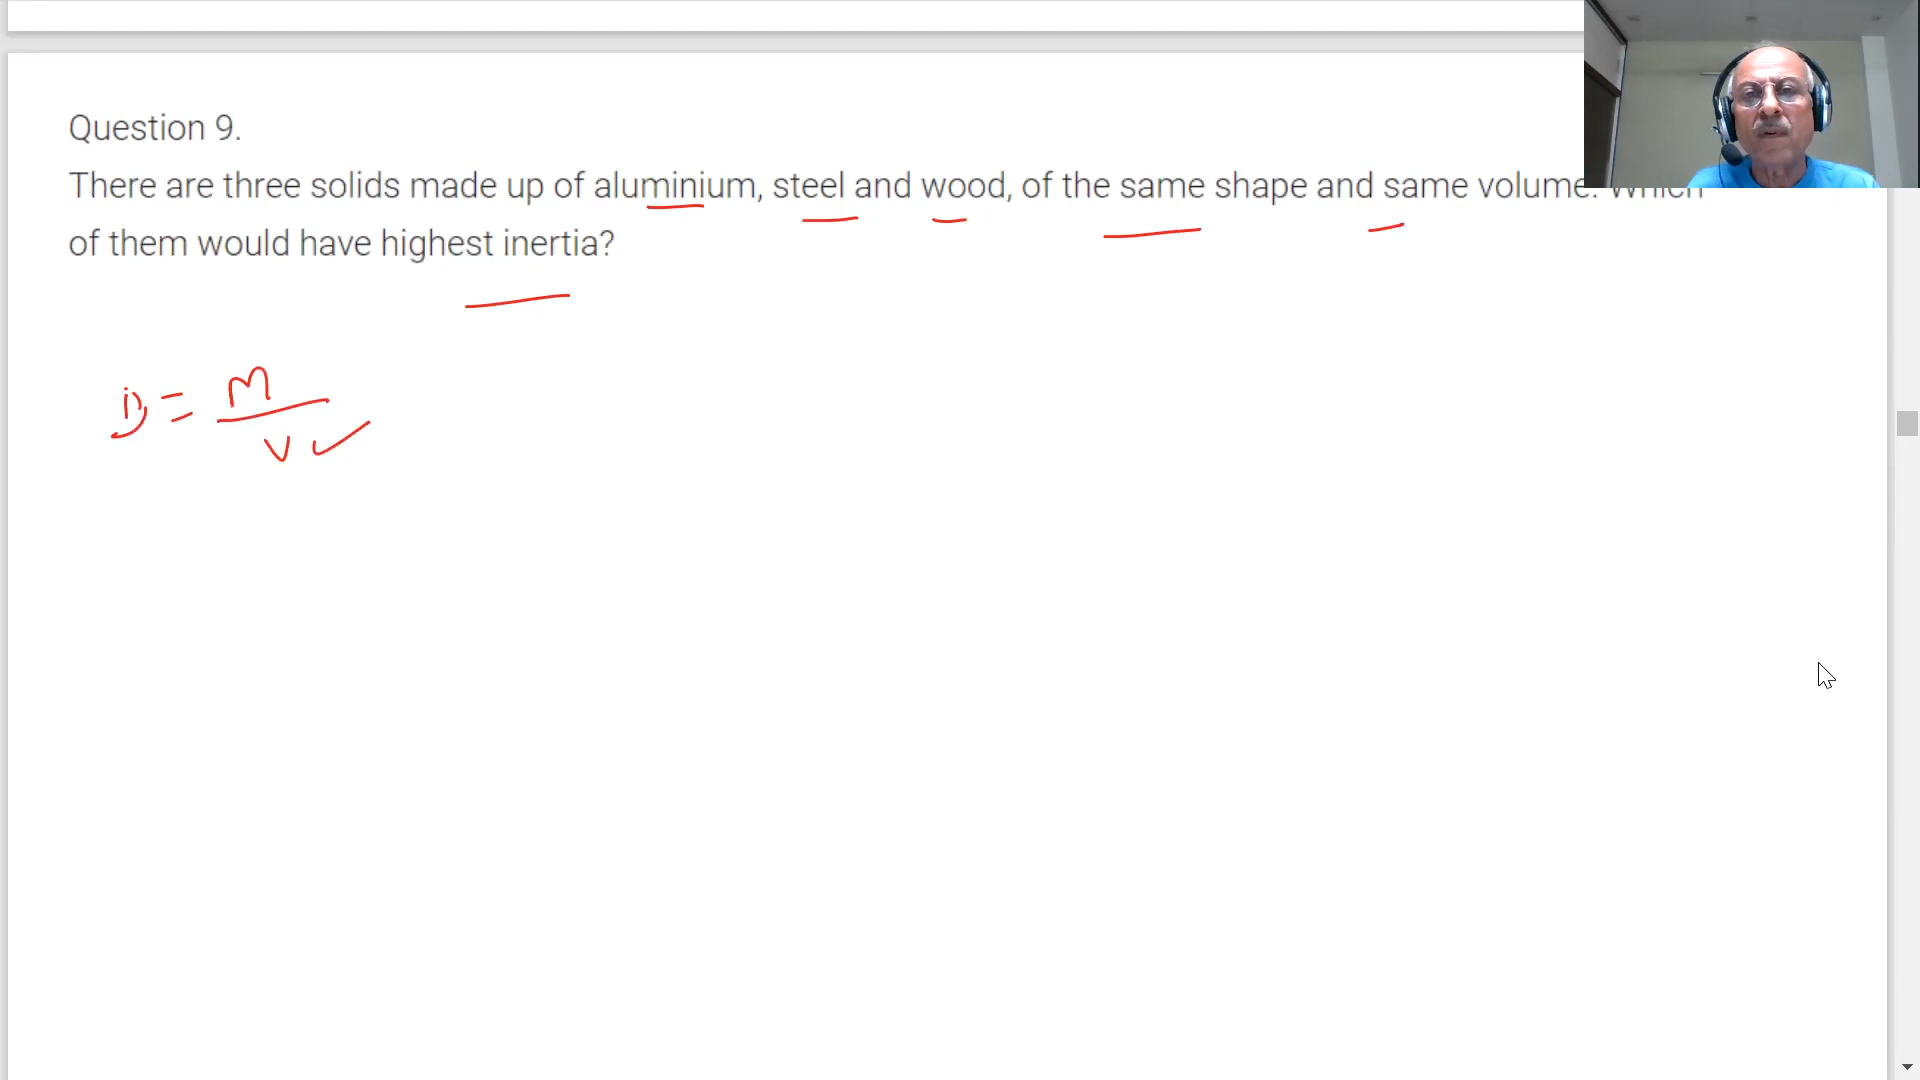 Question 9.
There are three solids made up of aluminium, steel and wood, of the same shape and same volume. Which
of them would have highest inertia?
D = M
V ✓